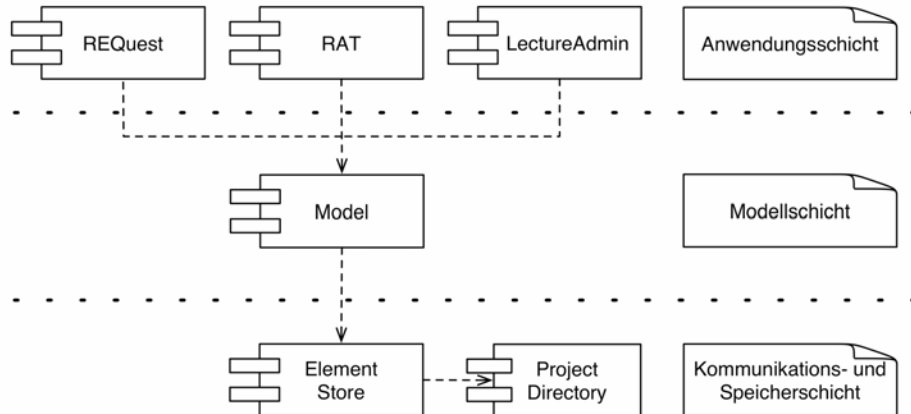 REQuest
RAT
LectureAdmin
Anwendungsschicht
Model
Modellschicht
Element
Store
Project
Directory
Kommunikations- und
Speicherschicht